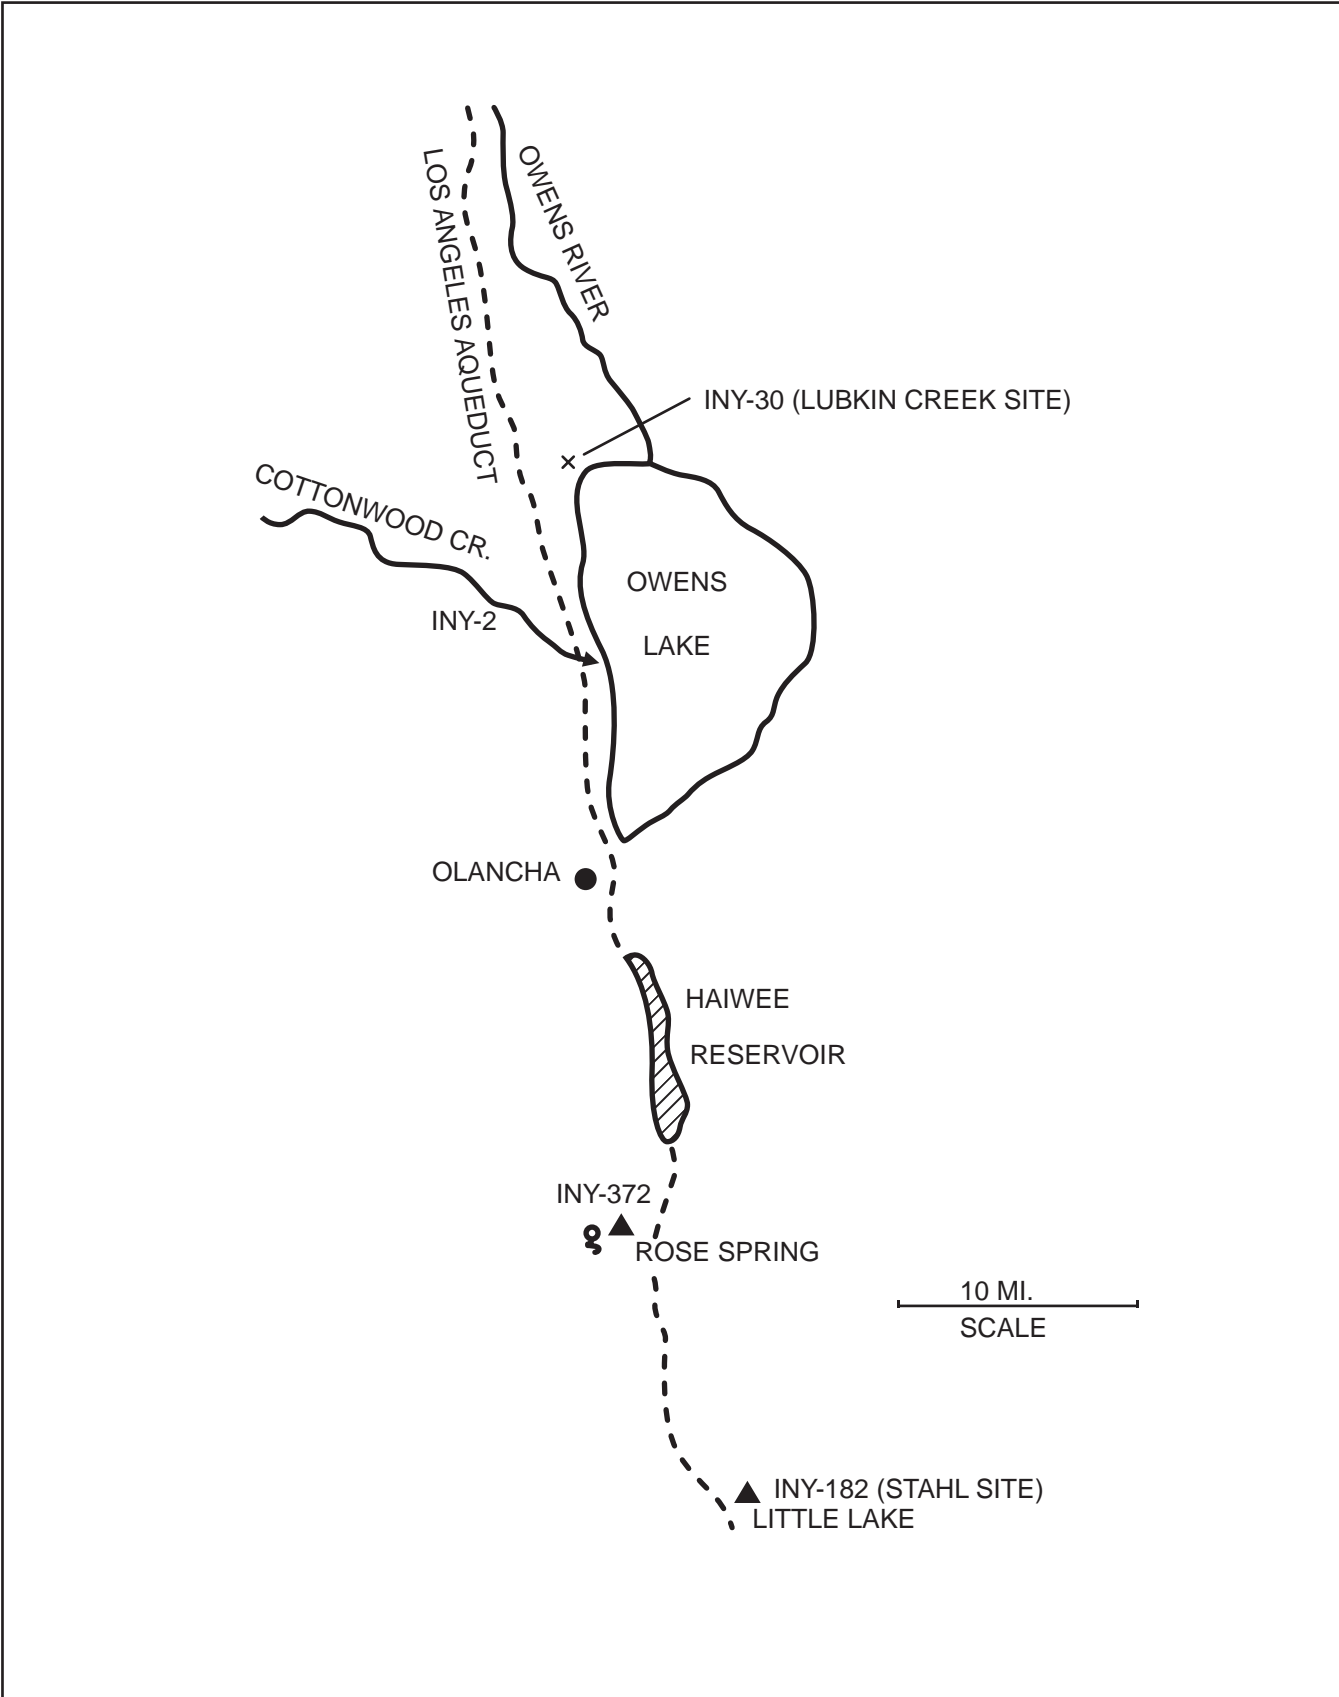 LOS ANGELES AQUEDUCT
OWENS RIVER
INY-30 (LUBKIN CREEK SITE)
COTTONWOOD CR.
INY-2
OWENS
LAKE
OLANCHA
HAIWEE
RESERVOIR
INY-372
ROSE SPRING
10 MI.
SCALE
INY-182 (STAHL SITE)
LITTLE LAKE